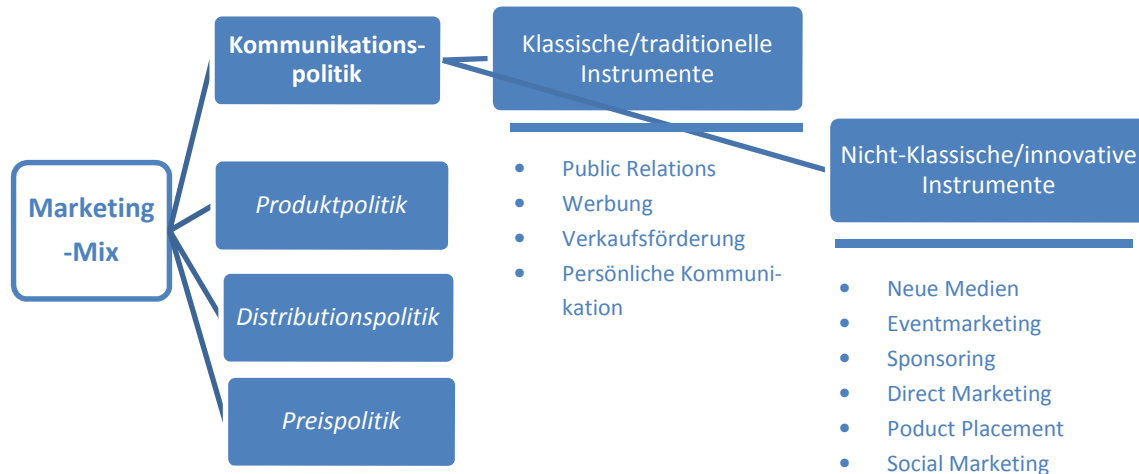 Kommunikations-
politik
Klassische/traditionelle
Instrumente
Nicht-Klassische/innovative
Instrumente
Marketing
-Mix
Produktpolitik
Distributionspolitik
Preispolitik
• Public Relations
• Werbung
• Verkaufsförderung
• Persönliche Kommuni-
kation
• Neue Medien
• Eventmarketing
• Sponsoring
• Direct Marketing
• Poduct Placement
• Social Marketing